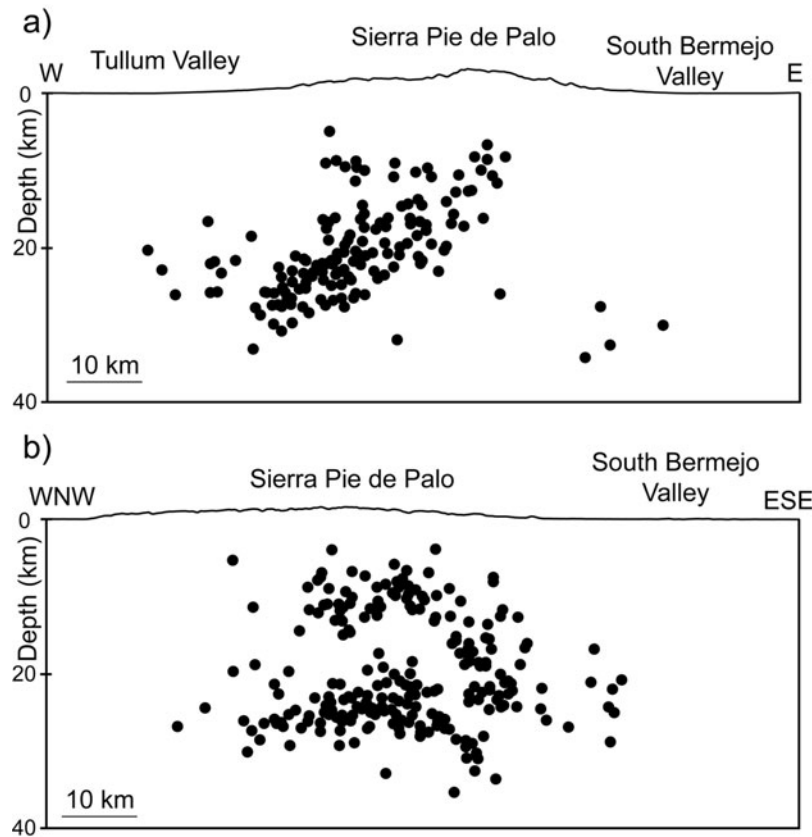 a)
Tullum Valley
Sierra Pie de Palo
South Bermejo
Valley
W
E
0
Depth (km)
20
10 km
40
b)
Sierra Pie de Palo
South Bermejo
Valley
WNW
ESE
0
Depth (km)
20
10 km
40